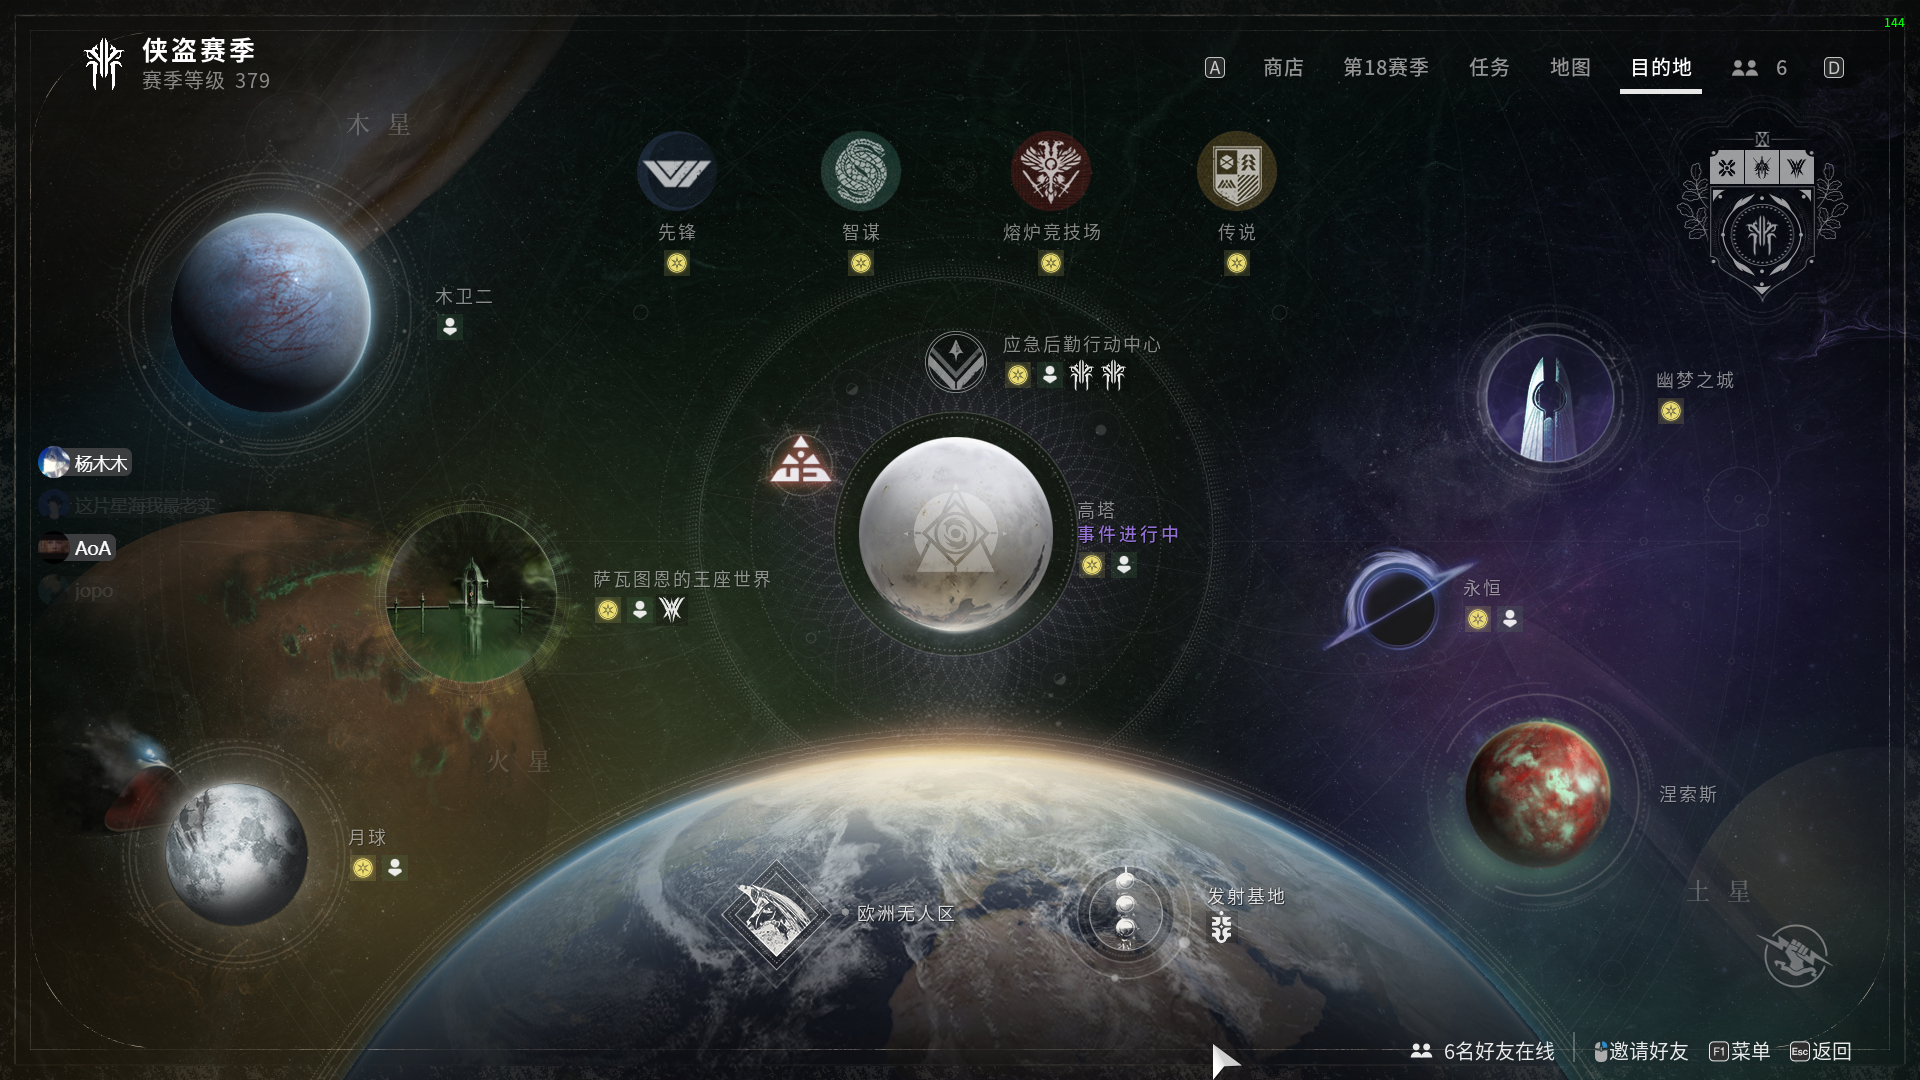 144
侠盗赛季
赛季等级 379
A 商店 第18赛季 任务 地图 目的地 6 D
木 星
先锋 智谋 熔炉竞技场 传说
木卫二
应急后勤行动中心
幽梦之城
杨木木
这片星海我最老实
AoA
jopo
高塔
事件进行中
萨瓦图恩的王座世界
永恒
火 星
涅索斯
月球
土 星
欧洲无人区
发射基地
6名好友在线 邀请好友 F1 菜单 Esc 返回